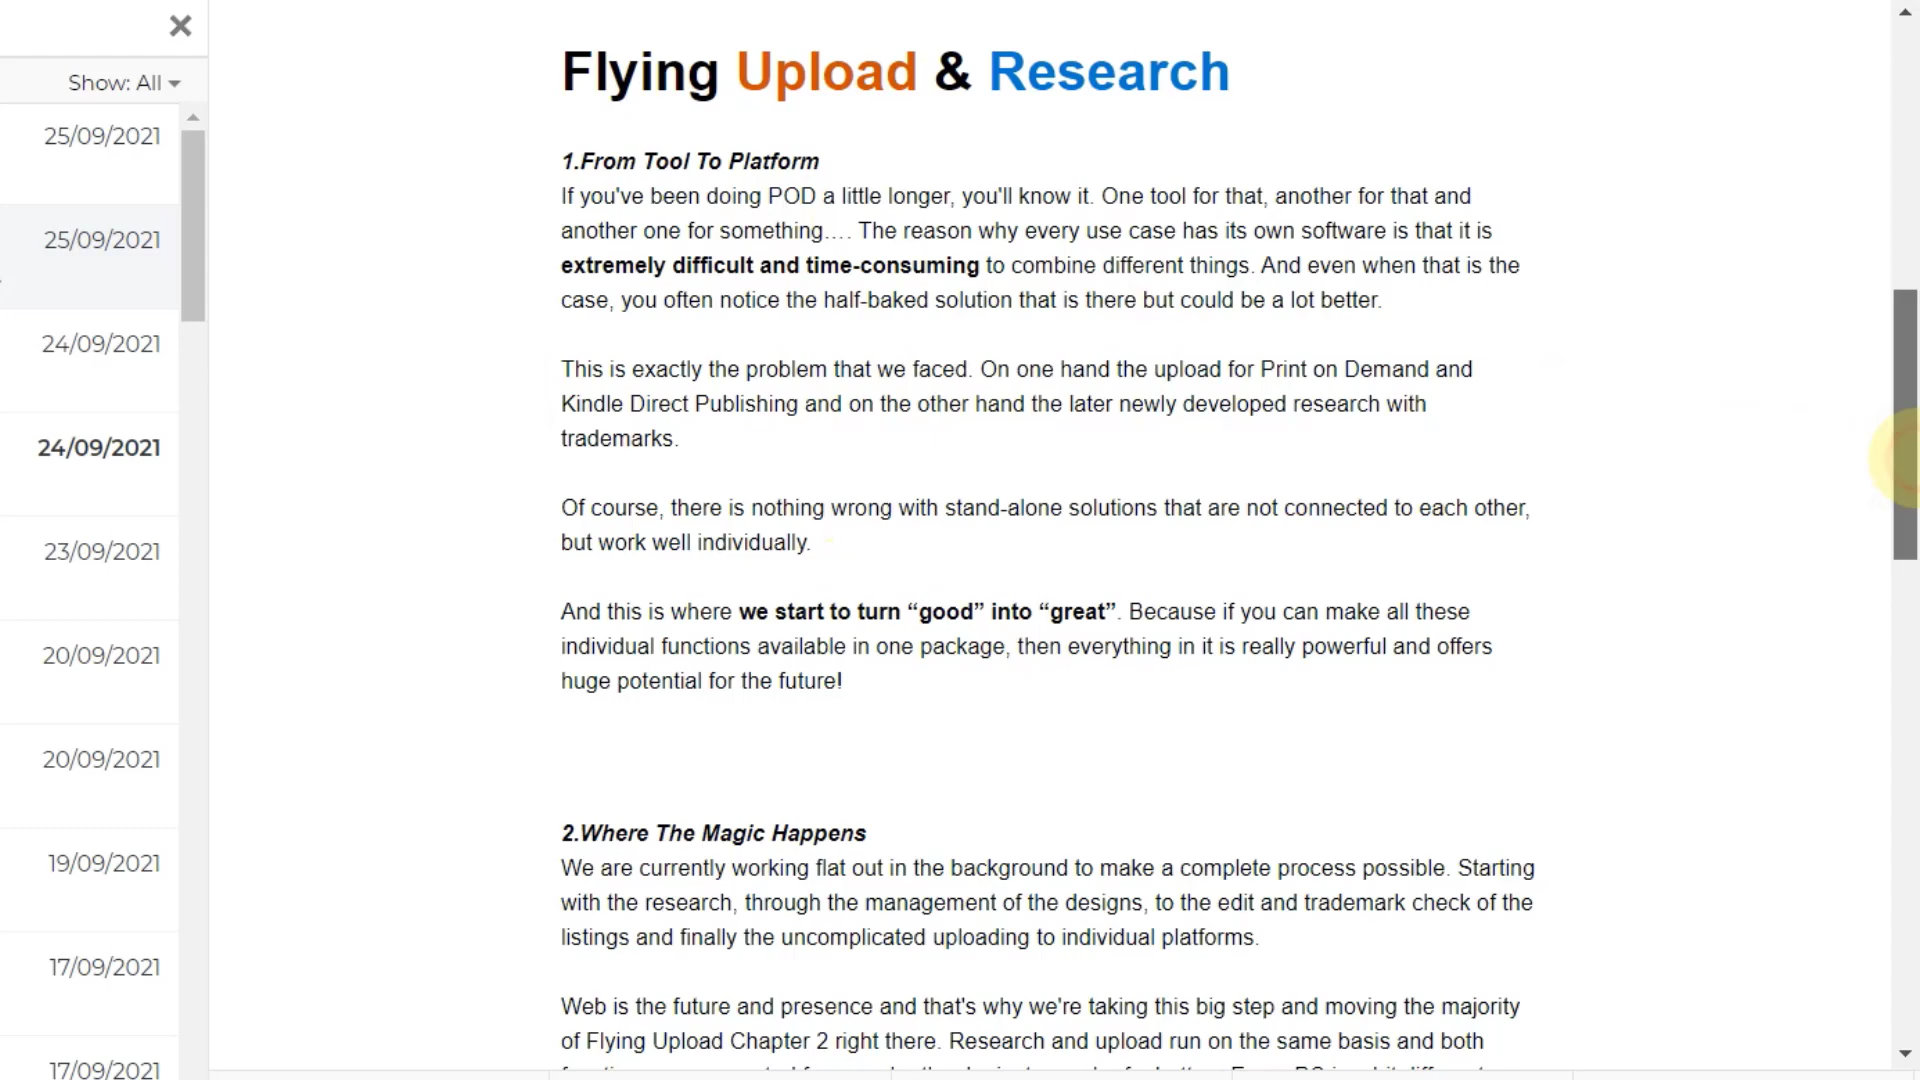 Show: All
25/09/2021
25/09/2021
24/09/2021
24/09/2021
23/09/2021
20/09/2021
20/09/2021
19/09/2021
17/09/2021
17/09/2021
Flying Upload & Research
1.From Tool To Platform
If you've been doing POD a little longer, you'll know it. One tool for that, another for that and
another one for something…. The reason why every use case has its own software is that it is
extremely difficult and time-consuming to combine different things. And even when that is the
case, you often notice the half-baked solution that is there but could be a lot better.
This is exactly the problem that we faced. On one hand the upload for Print on Demand and
Kindle Direct Publishing and on the other hand the later newly developed research with
trademarks.
Of course, there is nothing wrong with stand-alone solutions that are not connected to each other,
but work well individually.
And this is where we start to turn “good” into “great”. Because if you can make all these
individual functions available in one package, then everything in it is really powerful and offers
huge potential for the future!
2.Where The Magic Happens
We are currently working flat out in the background to make a complete process possible. Starting
with the research, through the management of the designs, to the edit and trademark check of the
listings and finally the uncomplicated uploading to individual platforms.
Web is the future and presence and that's why we're taking this big step and moving the majority
of Flying Upload Chapter 2 right there. Research and upload run on the same basis and both